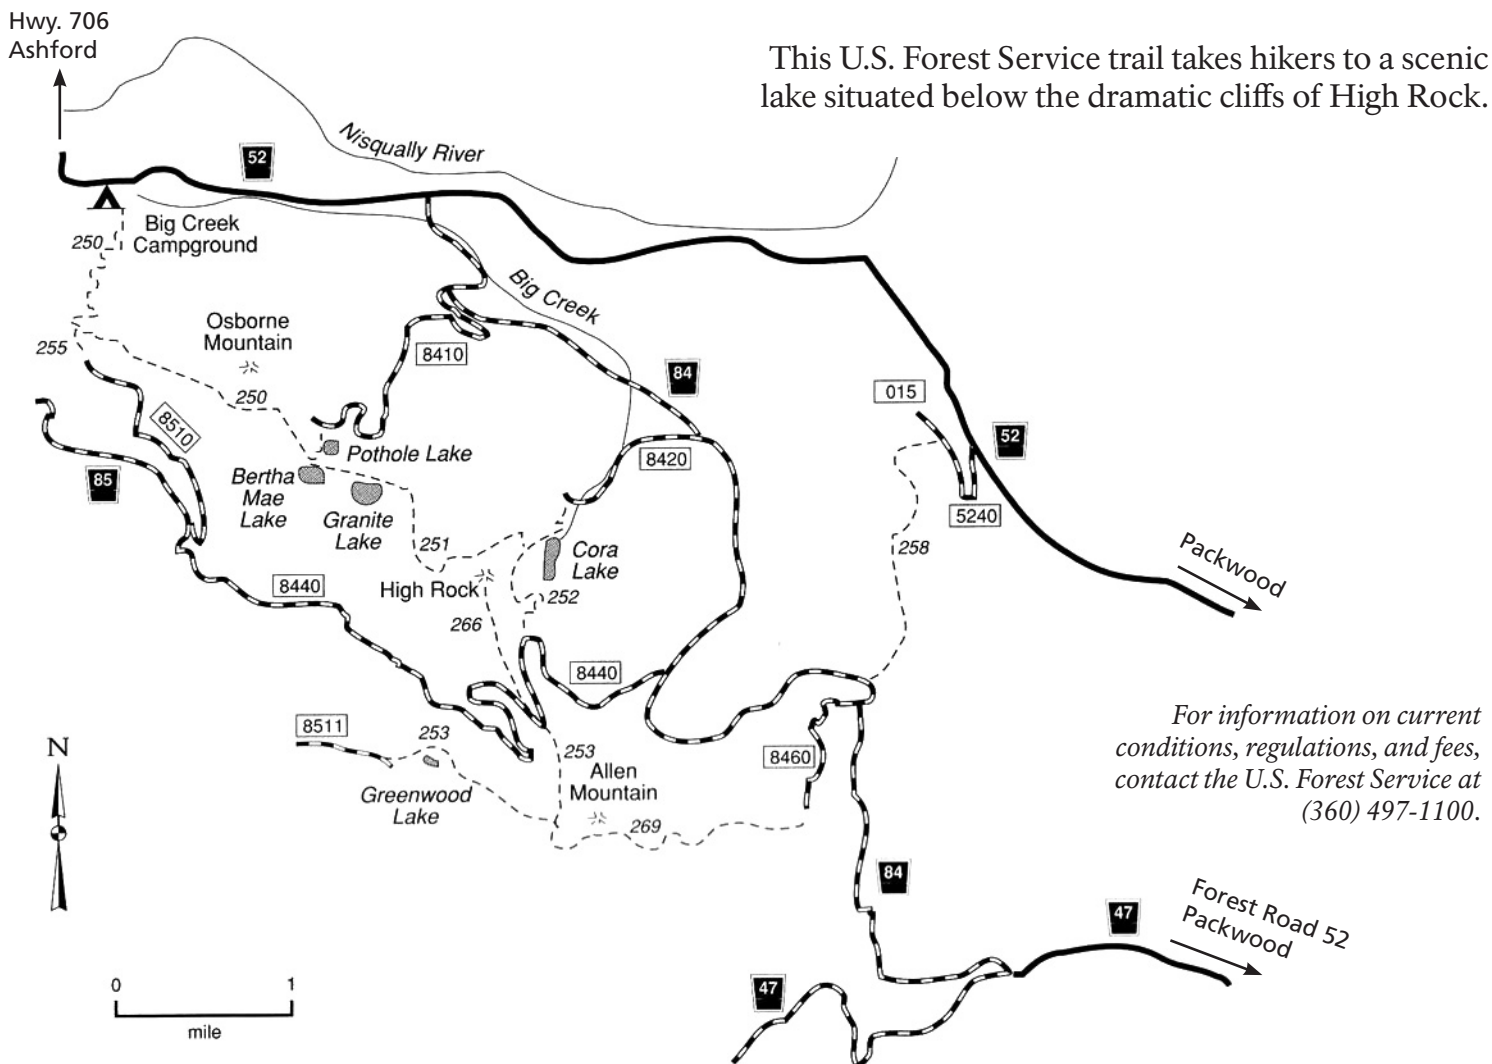 Hwy. 706
Ashford
This U.S. Forest Service trail takes hikers to a scenic
lake situated below the dramatic cliffs of High Rock.
Nisqually River
52
Big Creek
Campground
250
Big Creek
Osborne
Mountain
255
8410
84
015
250
8510
52
Pothole Lake
8420
85
Bertha
Mae
Lake
Granite
Lake
5240
251
258
Cora
Lake
Packwood
High Rock
8440
252
266
8440
8511
253
253
8460
Allen
Mountain
Greenwood
Lake
269
For information on current
conditions, regulations, and fees,
contact the U.S. Forest Service at
(360) 497-1100.
N
84
47
Forest Road 52
Packwood
47
0
1
mile